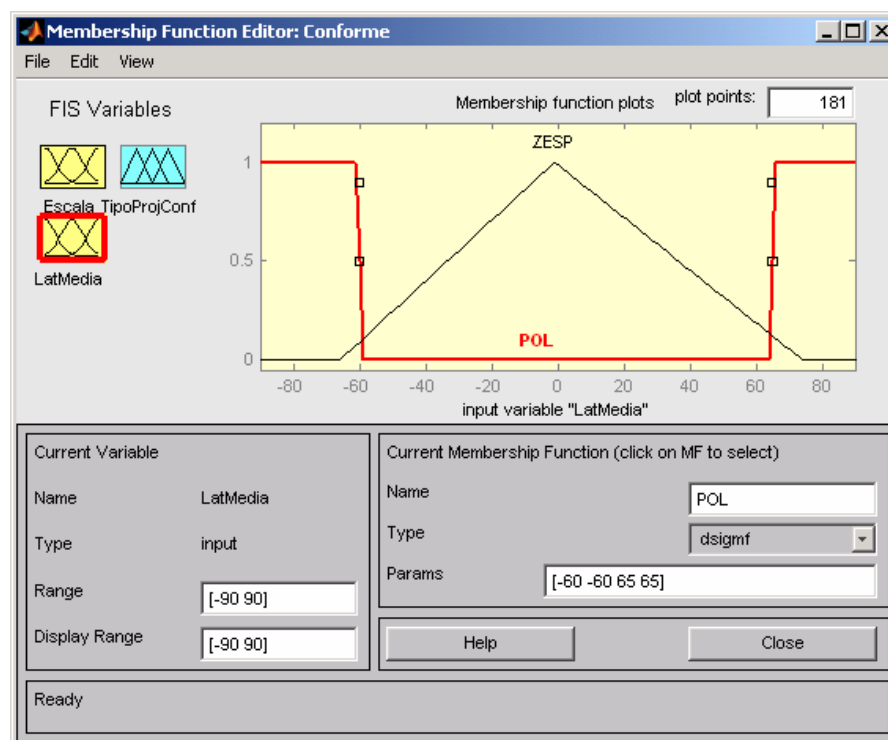 Membership Function Editor: Conforme
File Edit View
FIS Variables
Membership function plots
plot points:
181
Escala
TipoProjConf
LatMedia
ZESP
POL
1
0.5
0
-80 -60 -40 -20 0 20 40 60 80
input variable "LatMedia"
Current Variable
Name LatMedia
Type input
Range [-90 90]
Display Range [-90 90]
Current Membership Function (click on MF to select)
Name POL
Type dsigmf
Params [-60 -60 65 65]
Help Close
Ready